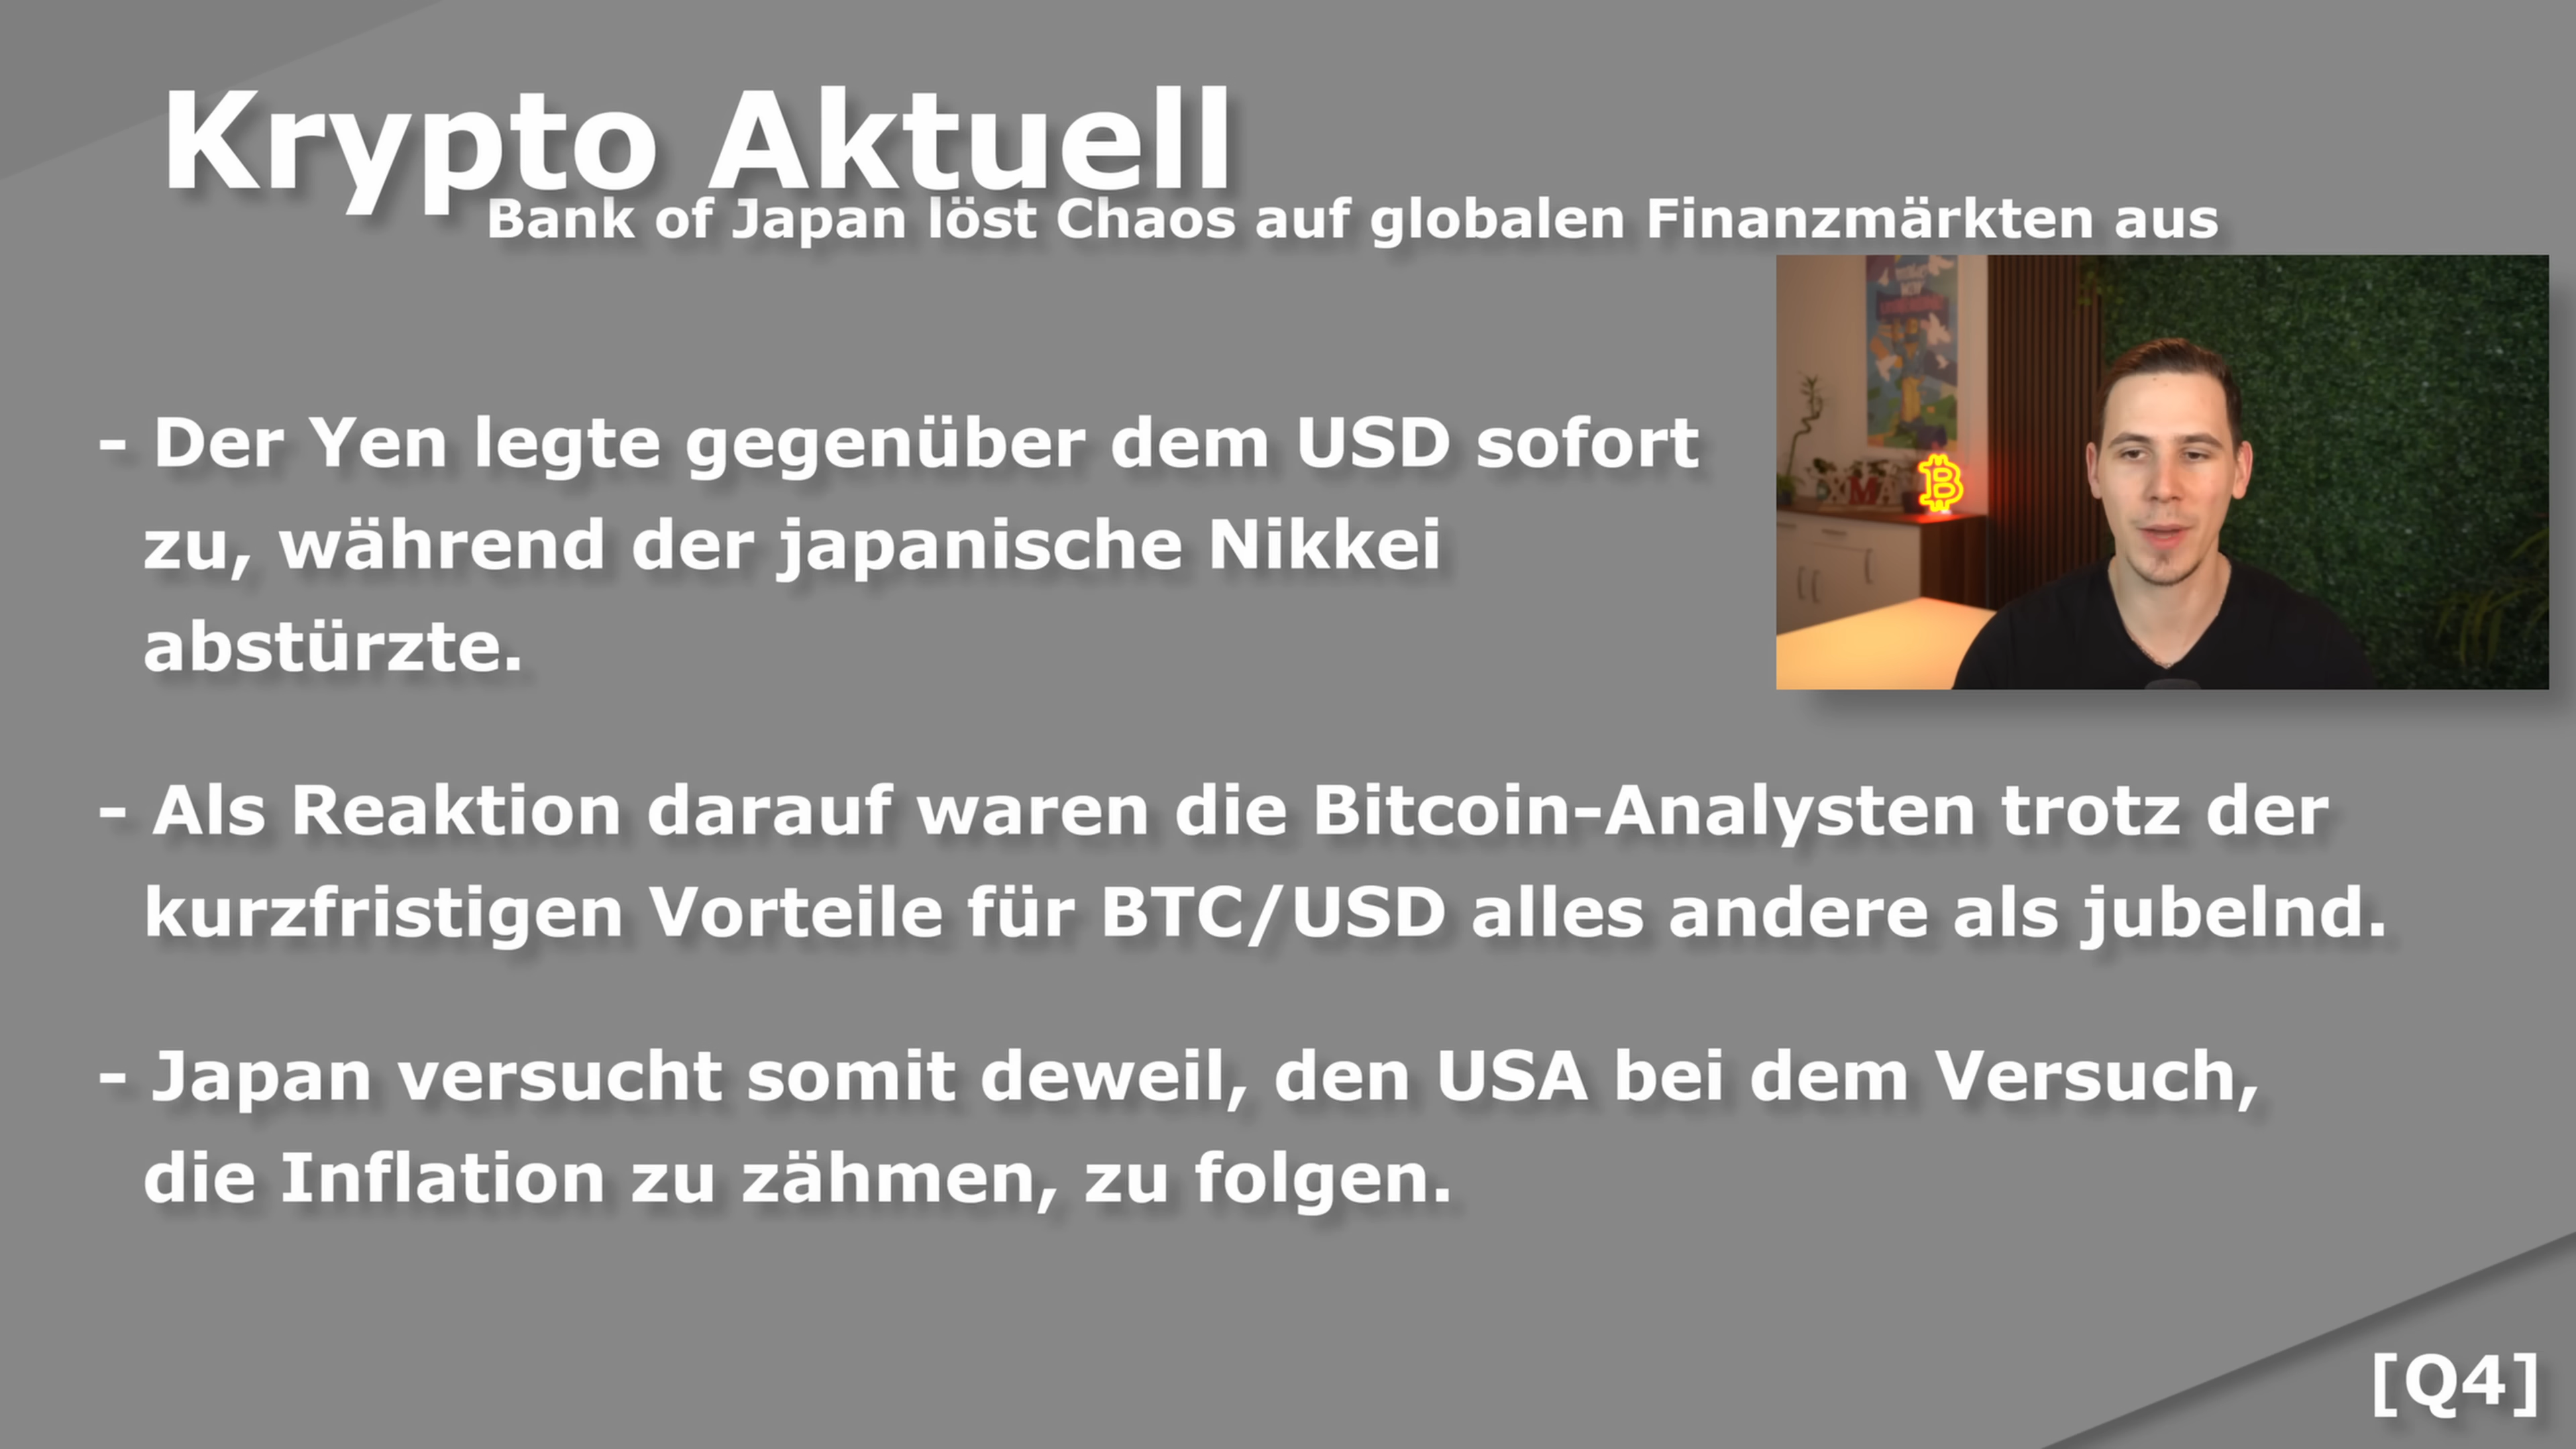 Krypto Aktuell
Bank of Japan löst Chaos auf globalen Finanzmärkten aus
- Der Yen legte gegenüber dem USD sofort
zu, während der japanische Nikkei
abstürzte.
- Als Reaktion darauf waren die Bitcoin-Analysten trotz der
kurzfristigen Vorteile für BTC/USD alles andere als jubelnd.
- Japan versucht somit deweil, den USA bei dem Versuch,
die Inflation zu zähmen, zu folgen.
[Q4]